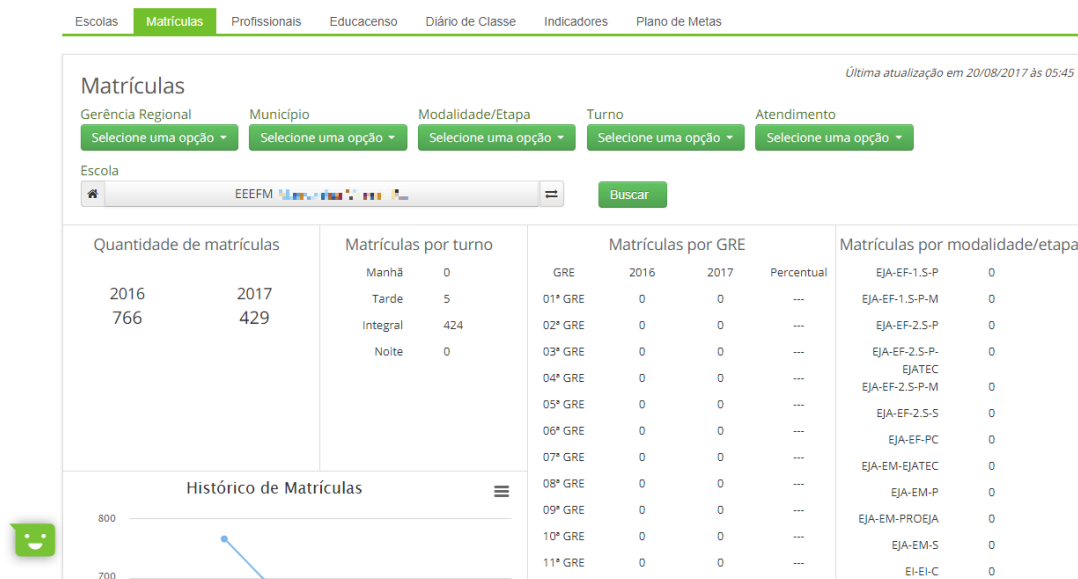 Escolas Matrículas Profissionais Educacenso Diário de Classe Indicadores Plano de Metas
Última atualização em 20/08/2017 às 05:45
Matrículas
Gerência Regional Município Modalidade/Etapa Turno Atendimento
Selecione uma opção Selecione uma opção Selecione uma opção Selecione uma opção Selecione uma opção
Escola
EEEFM
Buscar
Quantidade de matrículas
2016 2017
766 429
Matrículas por turno
Manhã 0
Tarde 5
Integral 424
Noite 0
Matrículas por GRE
GRE 2016 2017 Percentual
01ª GRE 0 0 ---
02ª GRE 0 0 ---
03ª GRE 0 0 ---
04ª GRE 0 0 ---
05ª GRE 0 0 ---
06ª GRE 0 0 ---
07ª GRE 0 0 ---
08ª GRE 0 0 ---
09ª GRE 0 0 ---
10ª GRE 0 0 ---
11ª GRE 0 0 ---
Matrículas por modalidade/etapa
EJA-EF-1.S-P 0
EJA-EF-1.S-P-M 0
EJA-EF-2.S-P 0
EJA-EF-2.S-P- 0
EJATEC
EJA-EF-2.S-P-M 0
EJA-EF-2.S-S 0
EJA-EF-PC 0
EJA-EM-EJATEC 0
EJA-EM-P 0
EJA-EM-PROEJA 0
EJA-EM-S 0
EI-EI-C 0
Histórico de Matrículas
800
700